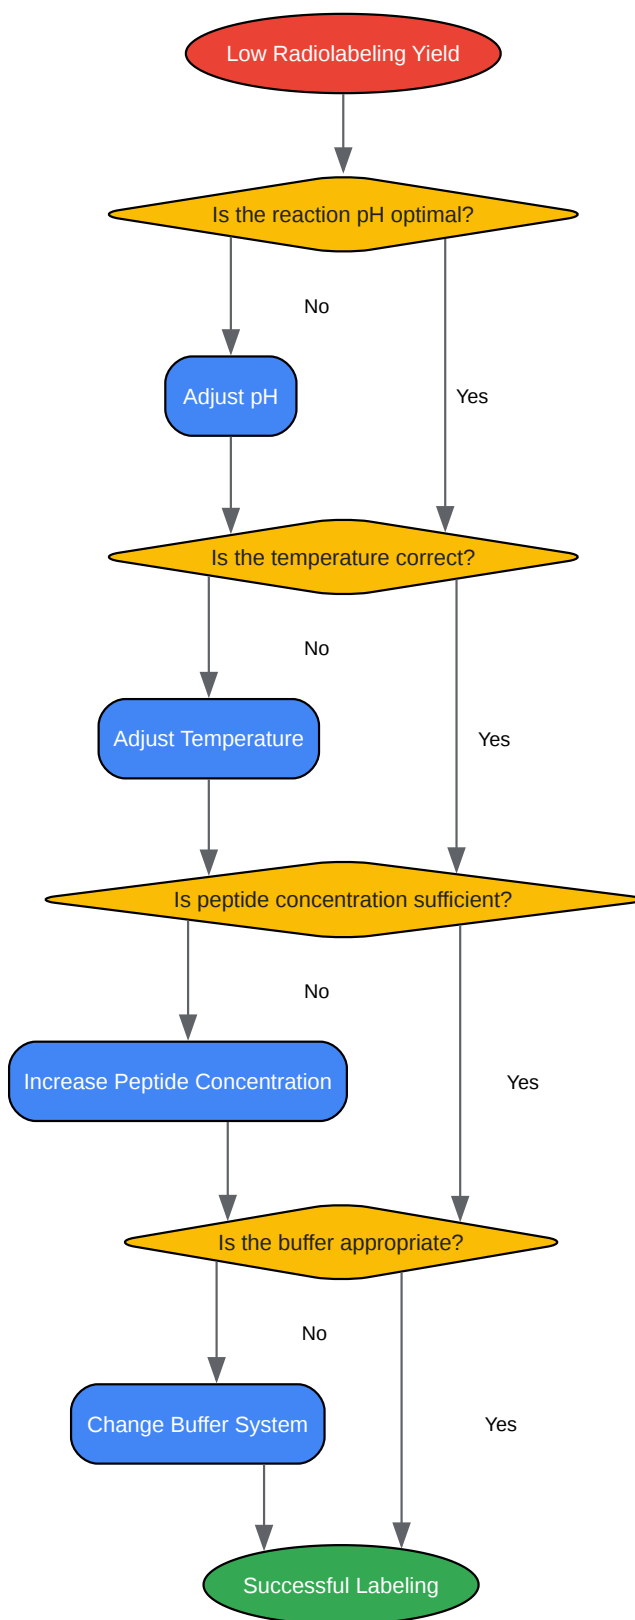 Low Radiolabeling Yield
Is the reaction pH optimal?
No
Adjust pH
Yes
Is the temperature correct?
No
Adjust Temperature
Yes
Is peptide concentration sufficient?
No
Increase Peptide Concentration
Yes
Is the buffer appropriate?
No
Change Buffer System
Yes
Successful Labeling